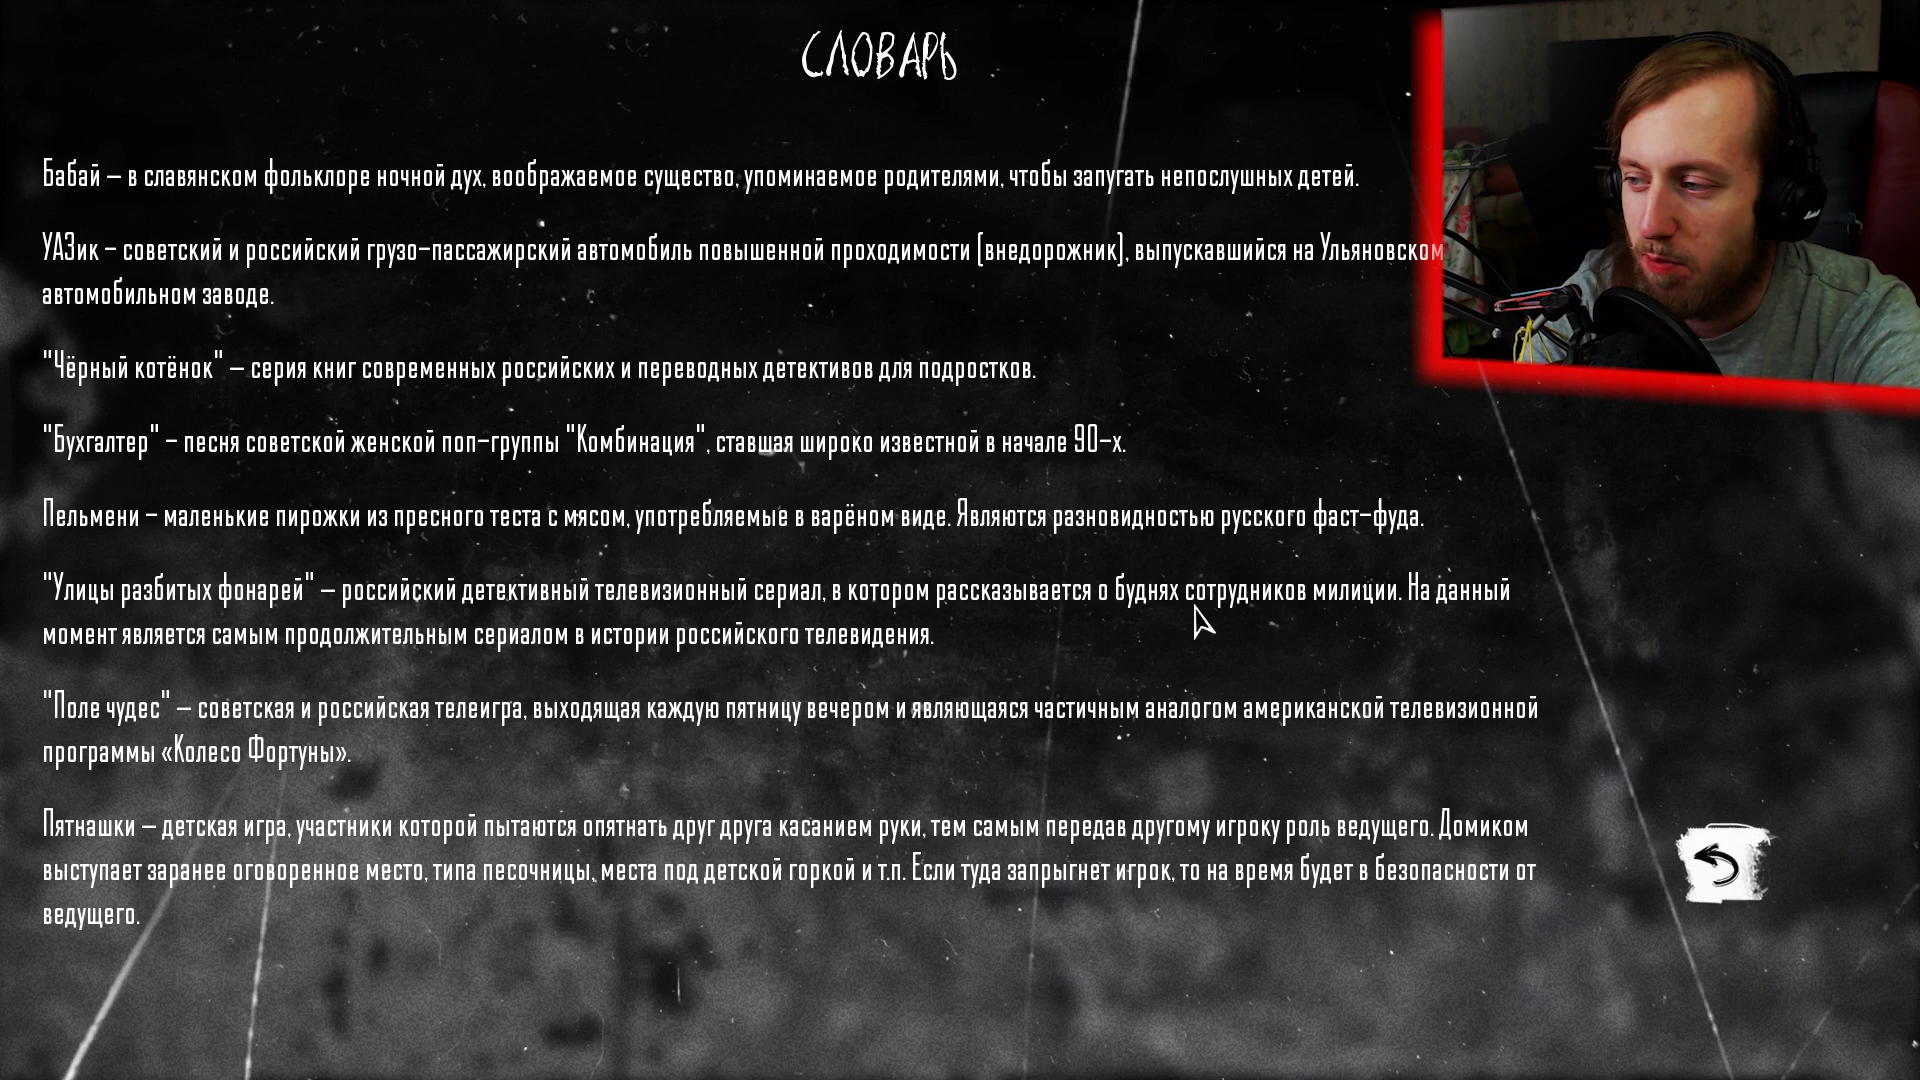 СЛОВАРЬ
Бабай – в славянском фольклоре ночной дух, воображаемое существо, упоминаемое родителями, чтобы запугать непослушных детей.
УАЗик – советский и российский грузо-пассажирский автомобиль повышенной проходимости (внедорожник), выпускавшийся на Ульяновском
автомобильном заводе.
"Чёрный котёнок" – серия книг современных российских и переводных детективов для подростков.
"Бухгалтер" – песня советской женской поп-группы "Комбинация", ставшая широко известной в начале 90-х.
Пельмени – маленькие пирожки из пресного теста с мясом, употребляемые в варёном виде. Являются разновидностью русского фаст-фуда.
"Улицы разбитых фонарей" – российский детективный телевизионный сериал, в котором рассказывается о буднях сотрудников милиции. На данный
момент является самым продолжительным сериалом в истории российского телевидения.
"Поле чудес" – советская и российская телеигра, выходящая каждую пятницу вечером и являющаяся частичным аналогом американской телевизионной
программы «Колесо Фортуны».
Пятнашки – детская игра, участники которой пытаются опятнать друг друга касанием руки, тем самым передав другому игроку роль ведущего. Домиком
выступает заранее оговоренное место, типа песочницы, места под детской горкой и т.п. Если туда запрыгнет игрок, то на время будет в безопасности от
ведущего.